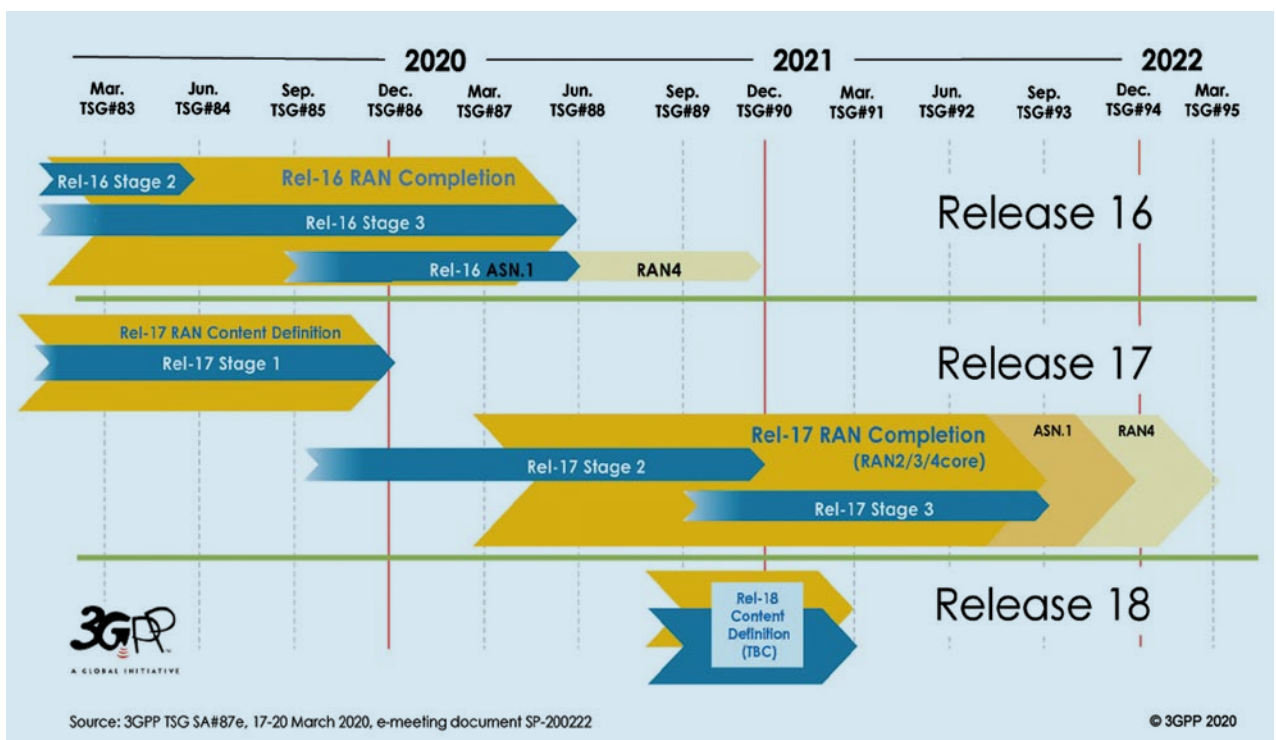 2020 2021 2022
Mar. Jun. Sep. Dec. Mar. Jun. Sep. Dec. Mar. Jun. Sep. Dec. Mar.
TSG#83 TSG#84 TSG#85 TSG#86 TSG#87 TSG#88 TSG#89 TSG#90 TSG#91 TSG#92 TSG#93 TSG#94 TSG#95
Rel-16 Stage 2
Rel-16 RAN Completion
Rel-16 Stage 3
Rel-16 ASN.1
RAN4
Release 16
Rel-17 RAN Content Definition
Rel-17 Stage 1
Release 17
Rel-17 RAN Completion
(RAN2/3/4core)
ASN.1
RAN4
Rel-17 Stage 2
Rel-17 Stage 3
Rel-18
Content
Definition
(TBC)
Release 18
3GPP
A GLOBAL INITIATIVE
Source: 3GPP TSG SA#87e, 17-20 March 2020, e-meeting document SP-200222
© 3GPP 2020